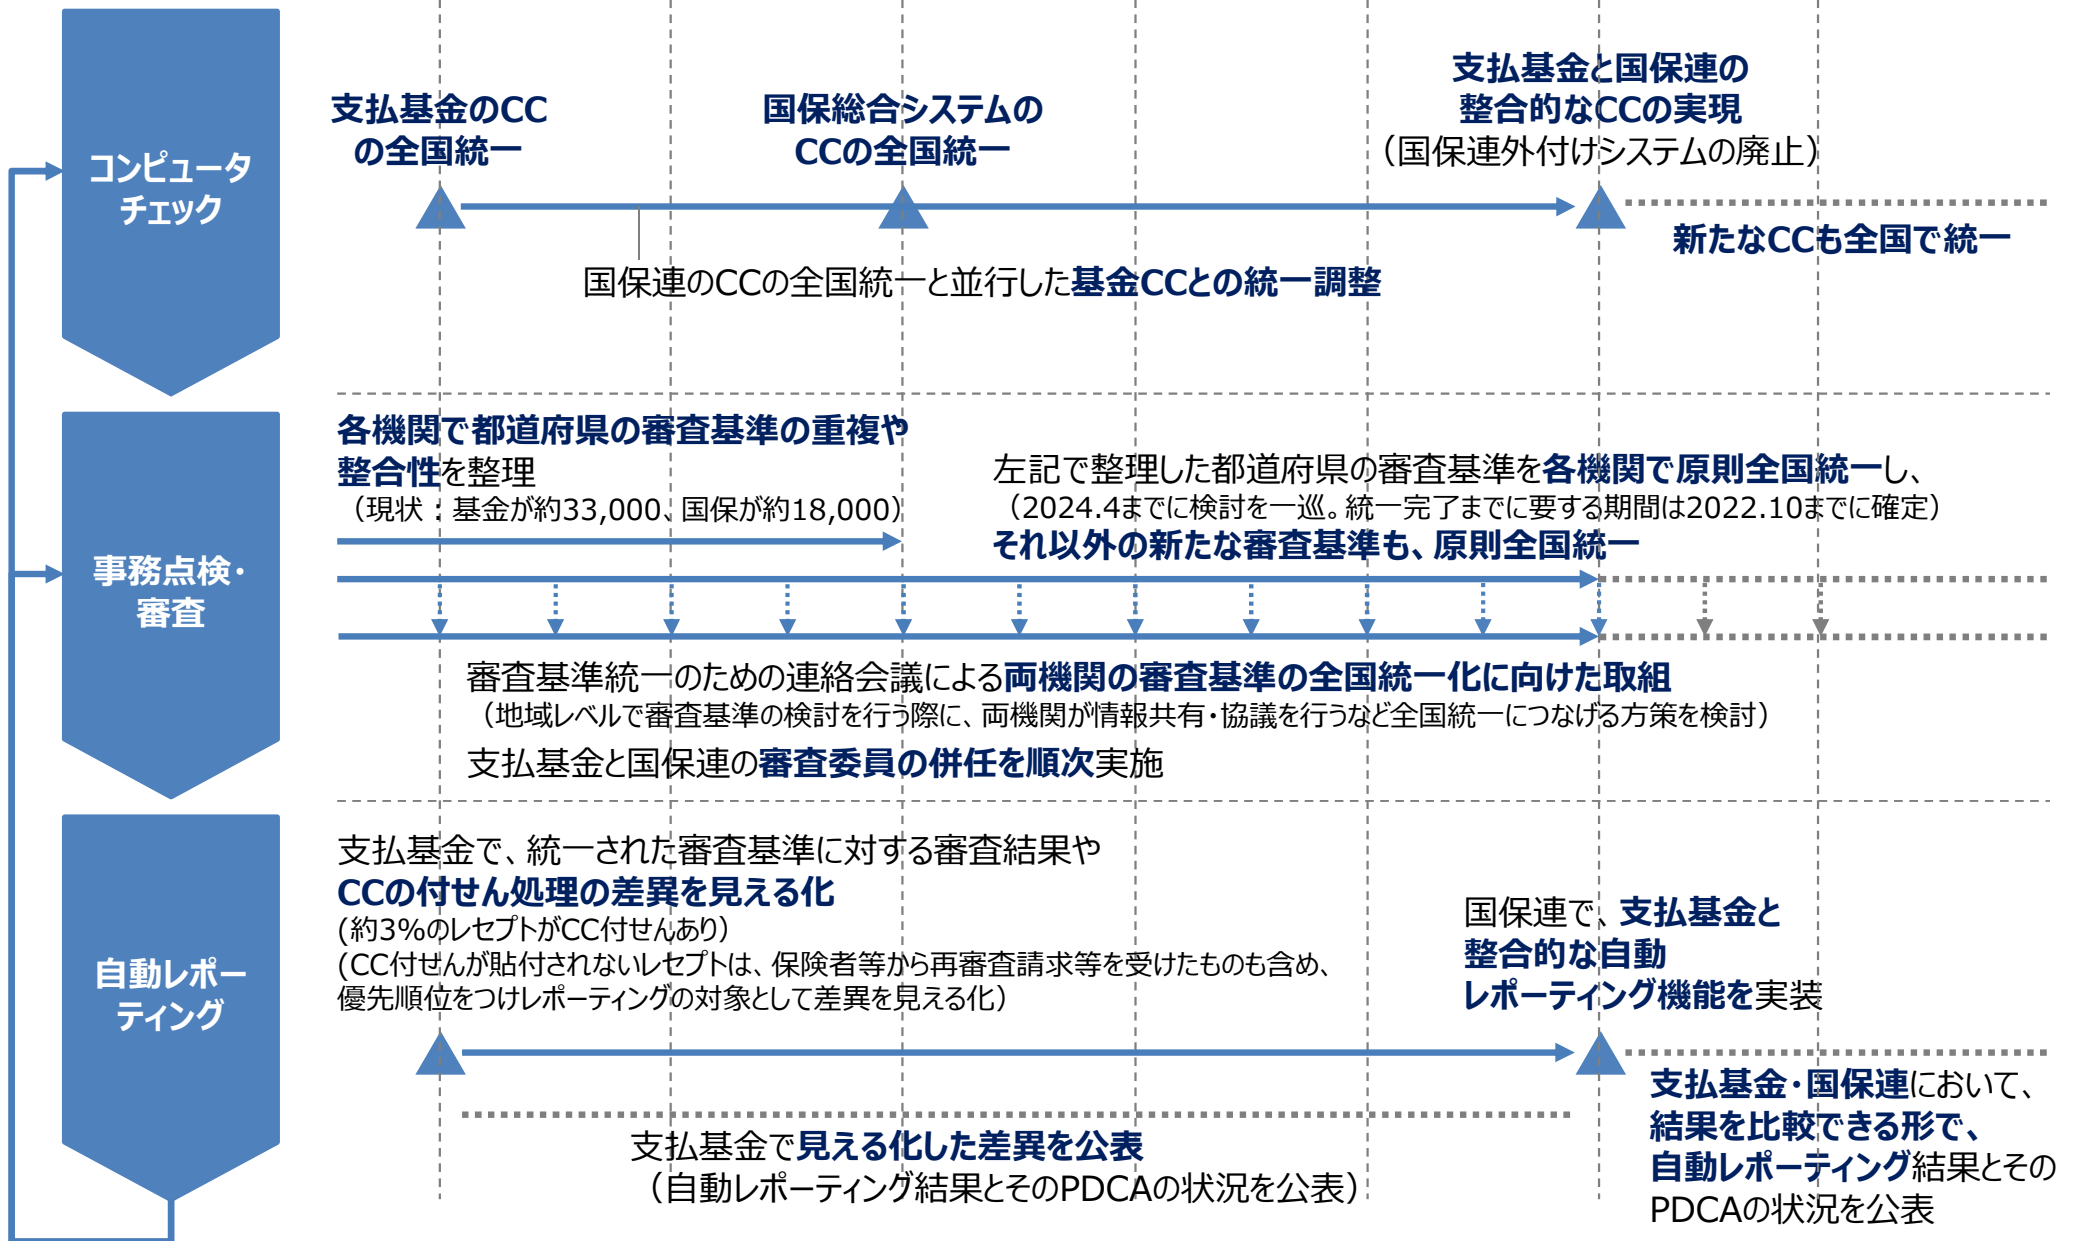 コンピュータ
チェック
支払基金のCC
の全国統一
国保総合システムの
CCの全国統一
支払基金と国保連の
整合的なCCの実現
（国保連外付けシステムの廃止）
新たなCCも全国で統一
国保連のCCの全国統一と並行した基金CCとの統一調整
事務点検・
審査
各機関で都道府県の審査基準の重複や
整合性を整理
（現状：基金が約33,000、国保が約18,000）
左記で整理した都道府県の審査基準を各機関で原則全国統一し、
（2024.4までに検討を一巡。統一完了までに要する期間は2022.10までに確定）
それ以外の新たな審査基準も、原則全国統一
審査基準統一のための連絡会議による両機関の審査基準の全国統一化に向けた取組
（地域レベルで審査基準の検討を行う際に、両機関が情報共有・協議を行うなど全国統一につなげる方策を検討）
支払基金と国保連の審査委員の併任を順次実施
自動レポー
ティング
支払基金で、統一された審査基準に対する審査結果や
CCの付せん処理の差異を見える化
(約3%のレセプトがCC付せんあり）
(CC付せんが貼付されないレセプトは、保険者等から再審査請求等を受けたものも含め、
優先順位をつけレポーティングの対象として差異を見える化）
国保連で、支払基金と
整合的な自動
レポーティング機能を実装
支払基金で見える化した差異を公表
（自動レポーティング結果とそのPDCAの状況を公表）
支払基金・国保連において、
結果を比較できる形で、
自動レポーティング結果とその
PDCAの状況を公表